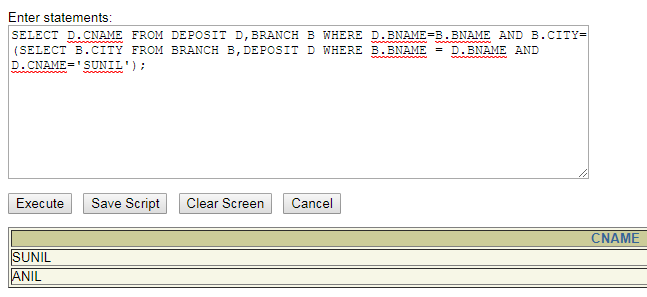 Enter statements:
SELECT D.CNAME FROM DEPOSIT D,BRANCH B WHERE D.BNAME=B.BNAME AND B.CITY=
(SELECT B.CITY FROM BRANCH B,DEPOSIT D WHERE B.BNAME = D.BNAME AND
D.CNAME='SUNIL');
Execute Save Script Clear Screen Cancel
CNAME
SUNIL
ANIL